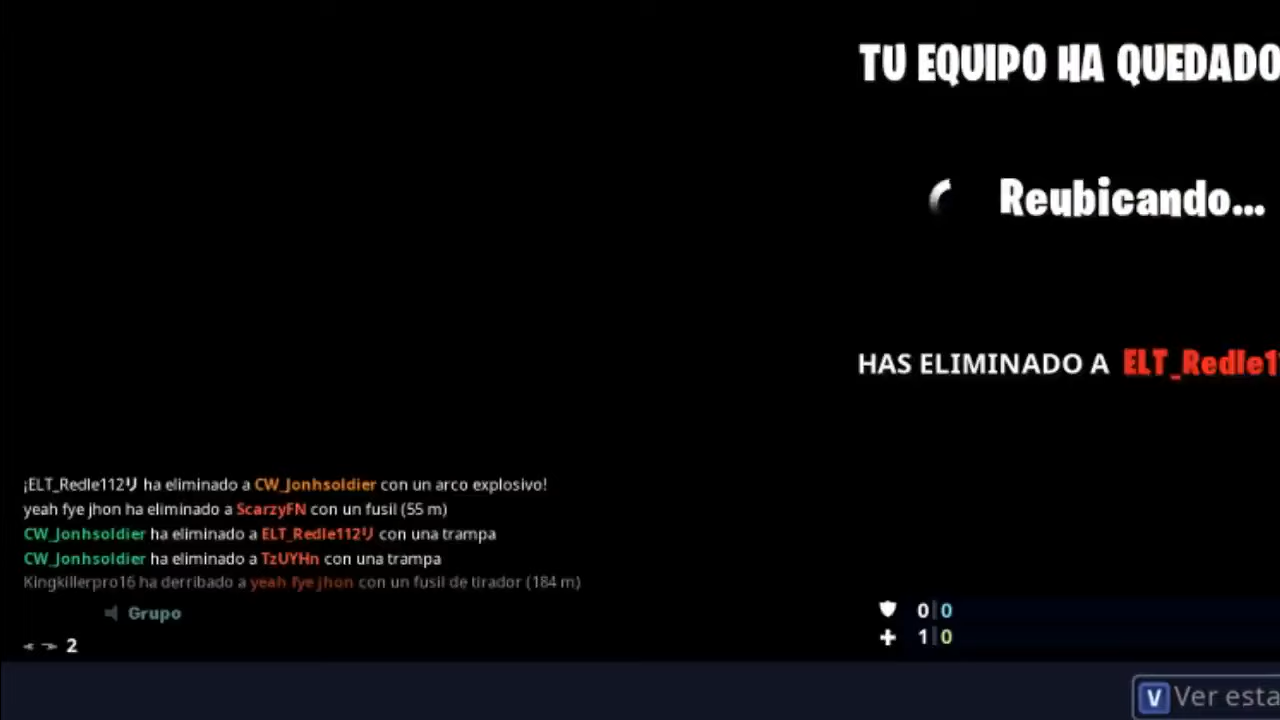 TU EQUIPO HA QUEDADO
Reubicando...
HAS ELIMINADO A ELT_Redle1
¡ELT_Redle112リ ha eliminado a CW_Jonhsoldier con un arco explosivo!
yeah fye jhon ha eliminado a ScarzyFN con un fusil (55 m)
CW_Jonhsoldier ha eliminado a ELT_Redle112リ con una trampa
CW_Jonhsoldier ha eliminado a TzUYHn con una trampa
Kingkillerpro16 ha derribado a yeah fye jhon con un fusil de tirador (184 m)
Grupo
2
0|0
1|0
V Ver esta